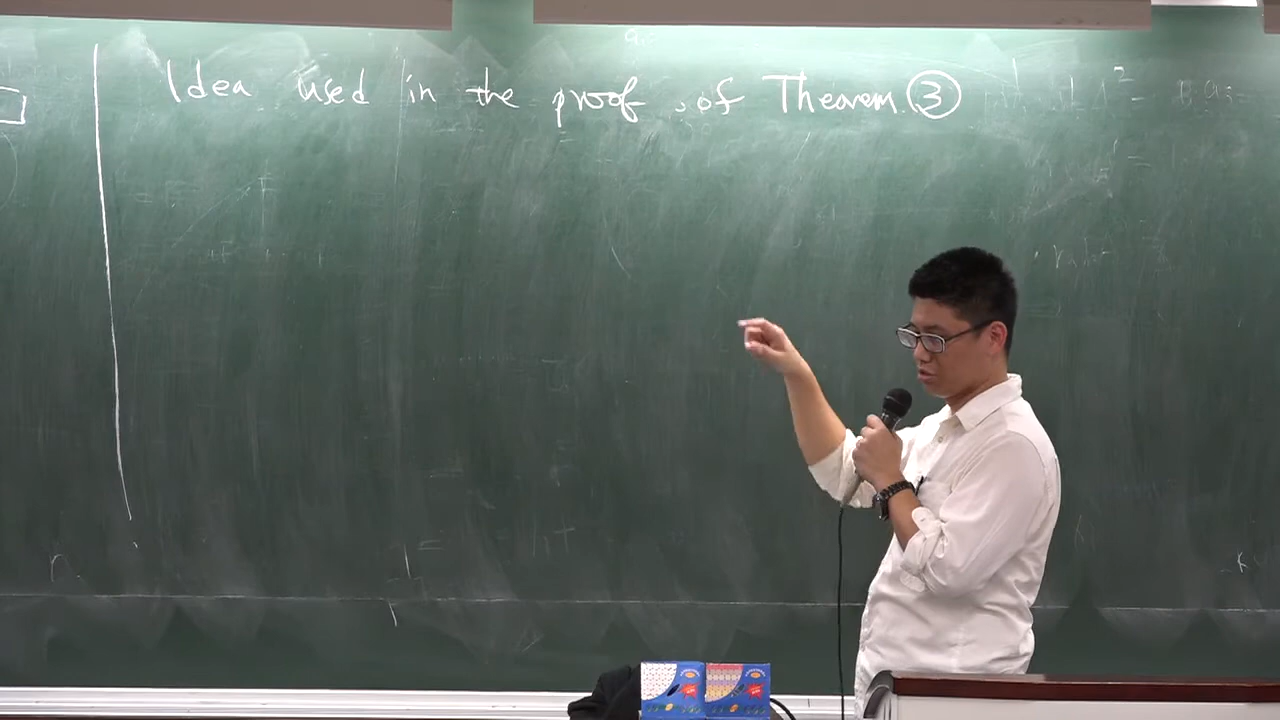 Idea used in the proof of Theorem ③